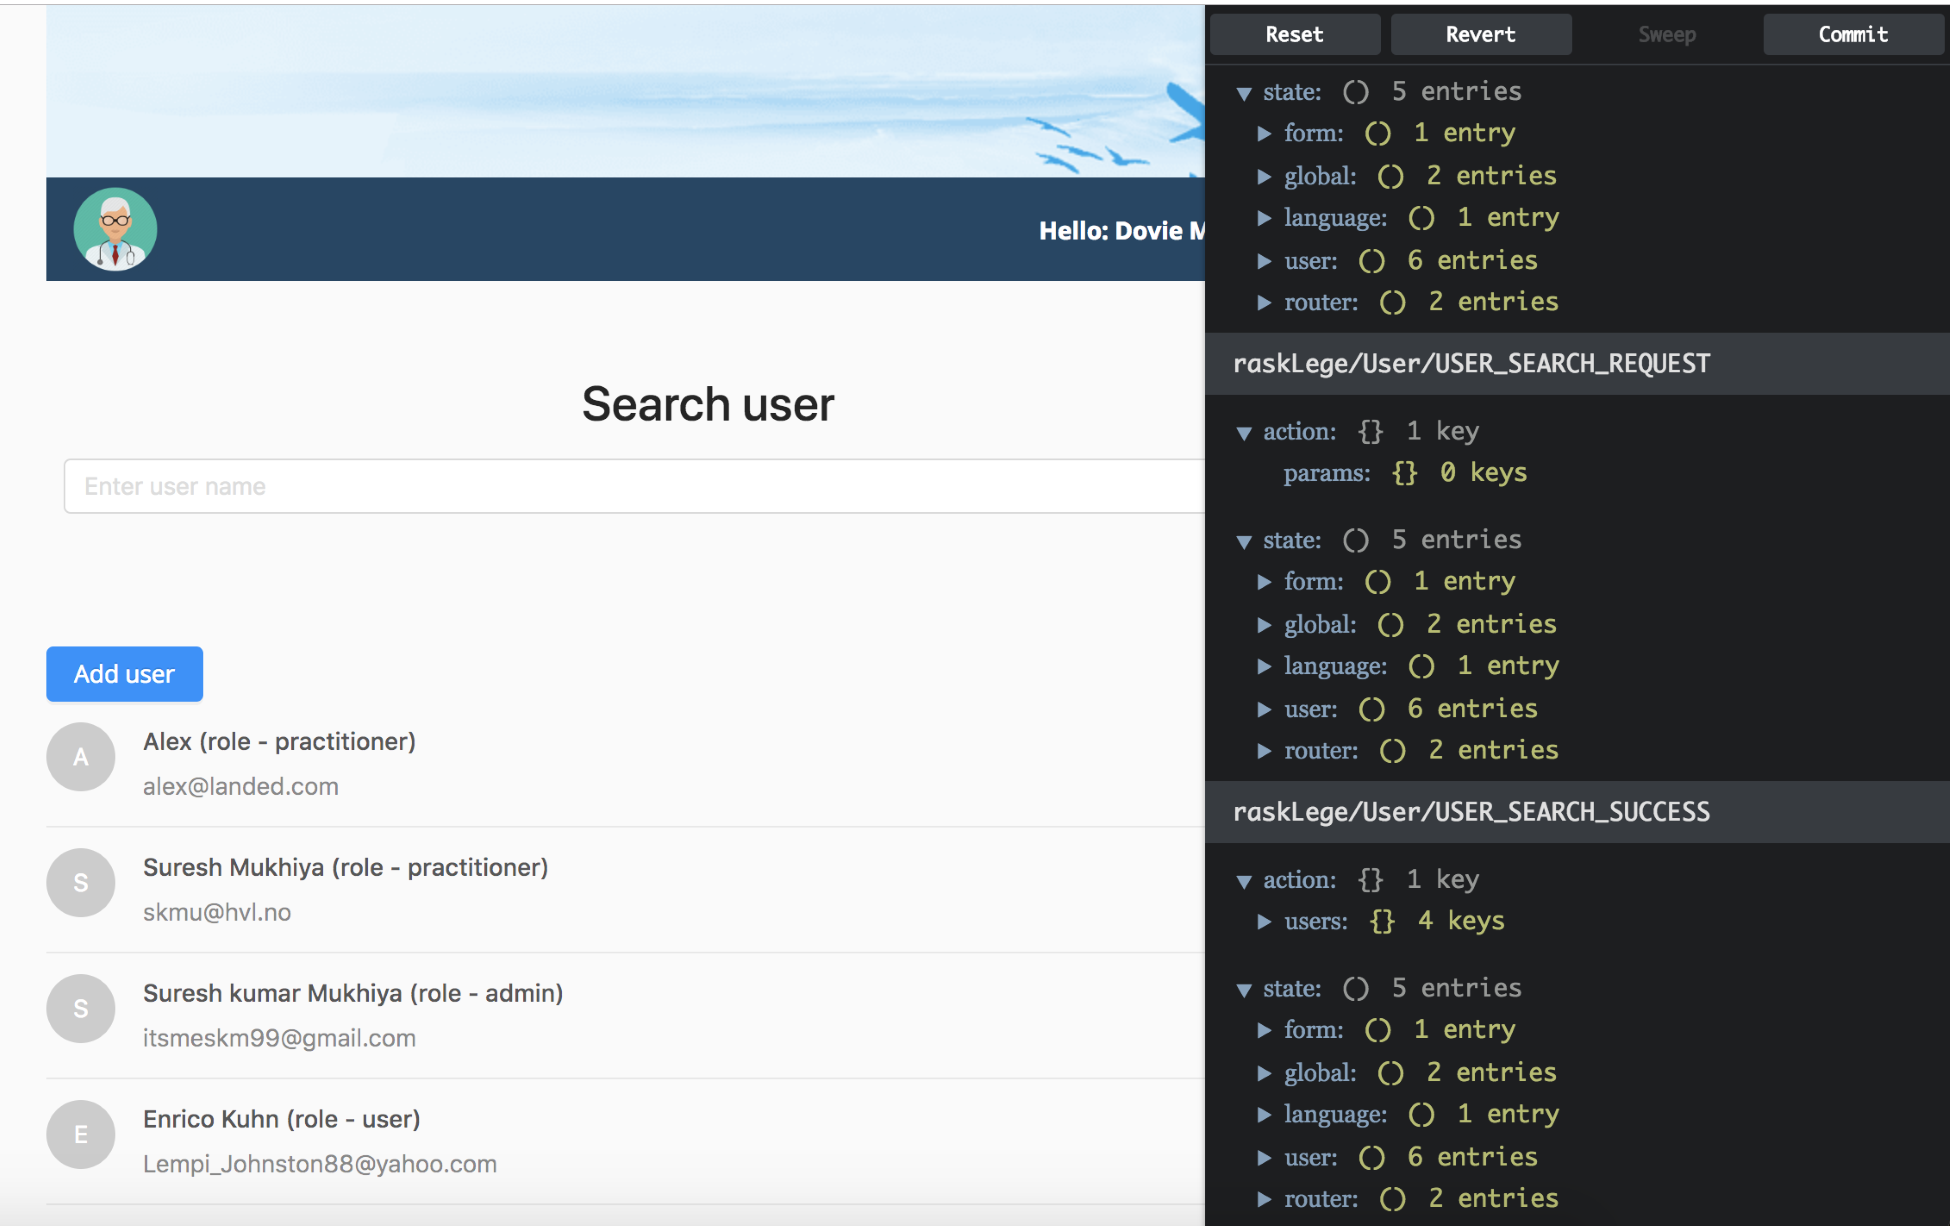 Hello: Dovie M
Search user
Enter user name
Add user
A
Alex (role - practitioner)
alex@landed.com
S
Suresh Mukhiya (role - practitioner)
skmu@hvl.no
S
Suresh kumar Mukhiya (role - admin)
itsmeskm99@gmail.com
E
Enrico Kuhn (role - user)
Lempi_Johnston88@yahoo.com
Reset Revert Sweep Commit
▼ state: () 5 entries
▶ form: () 1 entry
▶ global: () 2 entries
▶ language: () 1 entry
▶ user: () 6 entries
▶ router: () 2 entries
raskLege/User/USER_SEARCH_REQUEST
▼ action: {} 1 key
params: {} 0 keys
▼ state: () 5 entries
▶ form: () 1 entry
▶ global: () 2 entries
▶ language: () 1 entry
▶ user: () 6 entries
▶ router: () 2 entries
raskLege/User/USER_SEARCH_SUCCESS
▼ action: {} 1 key
▶ users: {} 4 keys
▼ state: () 5 entries
▶ form: () 1 entry
▶ global: () 2 entries
▶ language: () 1 entry
▶ user: () 6 entries
▶ router: () 2 entries